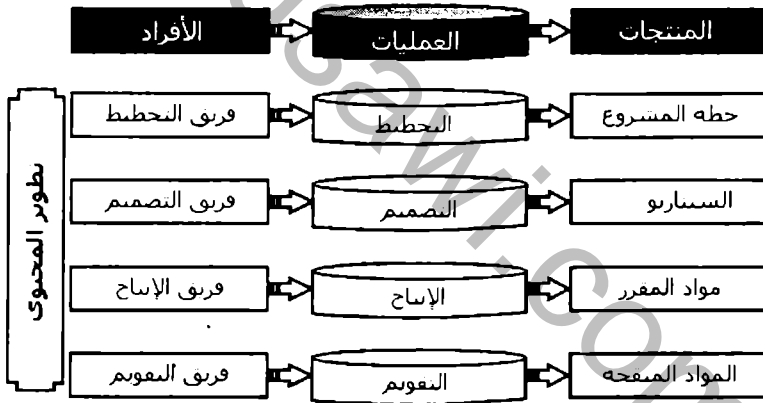 الأفراد
العمليات
المنتجات
تطوير المحتوى
فريق التخطيط
التخطيط
خطة المشروع
فريق التصميم
التصميم
السيناريو
فريق الإنتاج
الإنتاج
مواد المقرر
فريق التقويم
التقويم
المواد المنقحة